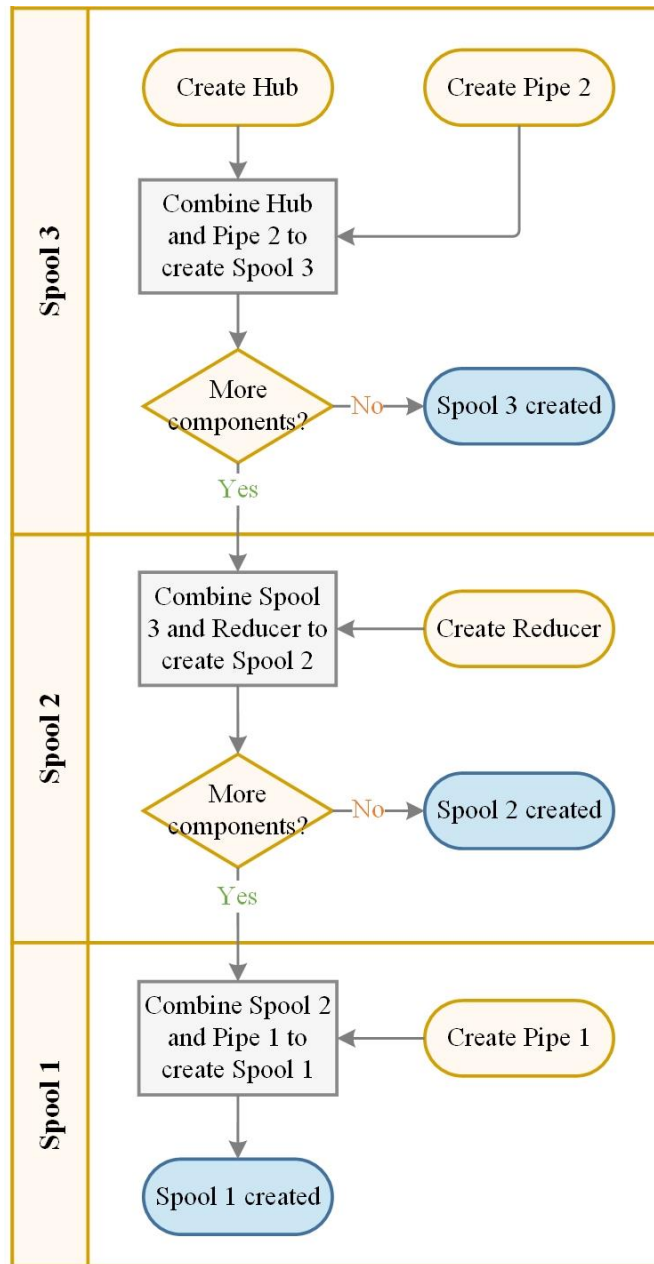 Spool 3
Create Hub
Create Pipe 2
Combine Hub
and Pipe 2 to
create Spool 3
More
components?
No
Spool 3 created
Yes
Spool 2
Combine Spool
3 and Reducer to
create Spool 2
Create Reducer
More
components?
No
Spool 2 created
Yes
Spool 1
Combine Spool 2
and Pipe 1 to
create Spool 1
Create Pipe 1
Spool 1 created